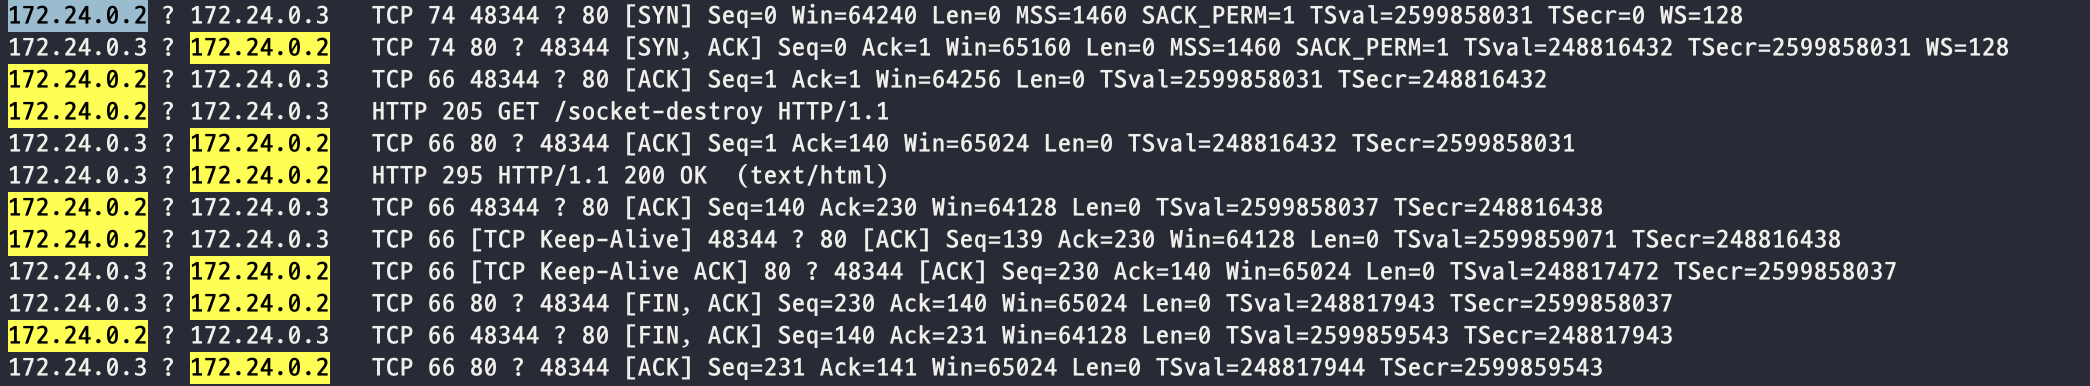 172.24.0.2 ? 172.24.0.3 TCP 74 48344 ? 80 [SYN] Seq=0 Win=64240 Len=0 MSS=1460 SACK_PERM=1 TSval=2599858031 TSecr=0 WS=128
172.24.0.3 ? 172.24.0.2 TCP 74 80 ? 48344 [SYN, ACK] Seq=0 Ack=1 Win=65160 Len=0 MSS=1460 SACK_PERM=1 TSval=248816432 TSecr=2599858031 WS=128
172.24.0.2 ? 172.24.0.3 TCP 66 48344 ? 80 [ACK] Seq=1 Ack=1 Win=64256 Len=0 TSval=2599858031 TSecr=248816432
172.24.0.2 ? 172.24.0.3 HTTP 205 GET /socket-destroy HTTP/1.1
172.24.0.3 ? 172.24.0.2 TCP 66 80 ? 48344 [ACK] Seq=1 Ack=140 Win=65024 Len=0 TSval=248816432 TSecr=2599858031
172.24.0.3 ? 172.24.0.2 HTTP 295 HTTP/1.1 200 OK (text/html)
172.24.0.2 ? 172.24.0.3 TCP 66 48344 ? 80 [ACK] Seq=140 Ack=230 Win=64128 Len=0 TSval=2599858037 TSecr=248816438
172.24.0.2 ? 172.24.0.3 TCP 66 [TCP Keep-Alive] 48344 ? 80 [ACK] Seq=139 Ack=230 Win=64128 Len=0 TSval=2599859071 TSecr=248816438
172.24.0.3 ? 172.24.0.2 TCP 66 [TCP Keep-Alive ACK] 80 ? 48344 [ACK] Seq=230 Ack=140 Win=65024 Len=0 TSval=248817472 TSecr=2599858037
172.24.0.3 ? 172.24.0.2 TCP 66 80 ? 48344 [FIN, ACK] Seq=230 Ack=140 Win=65024 Len=0 TSval=248817943 TSecr=2599858037
172.24.0.2 ? 172.24.0.3 TCP 66 48344 ? 80 [FIN, ACK] Seq=140 Ack=231 Win=64128 Len=0 TSval=2599859543 TSecr=248817943
172.24.0.3 ? 172.24.0.2 TCP 66 80 ? 48344 [ACK] Seq=231 Ack=141 Win=65024 Len=0 TSval=248817944 TSecr=2599859543